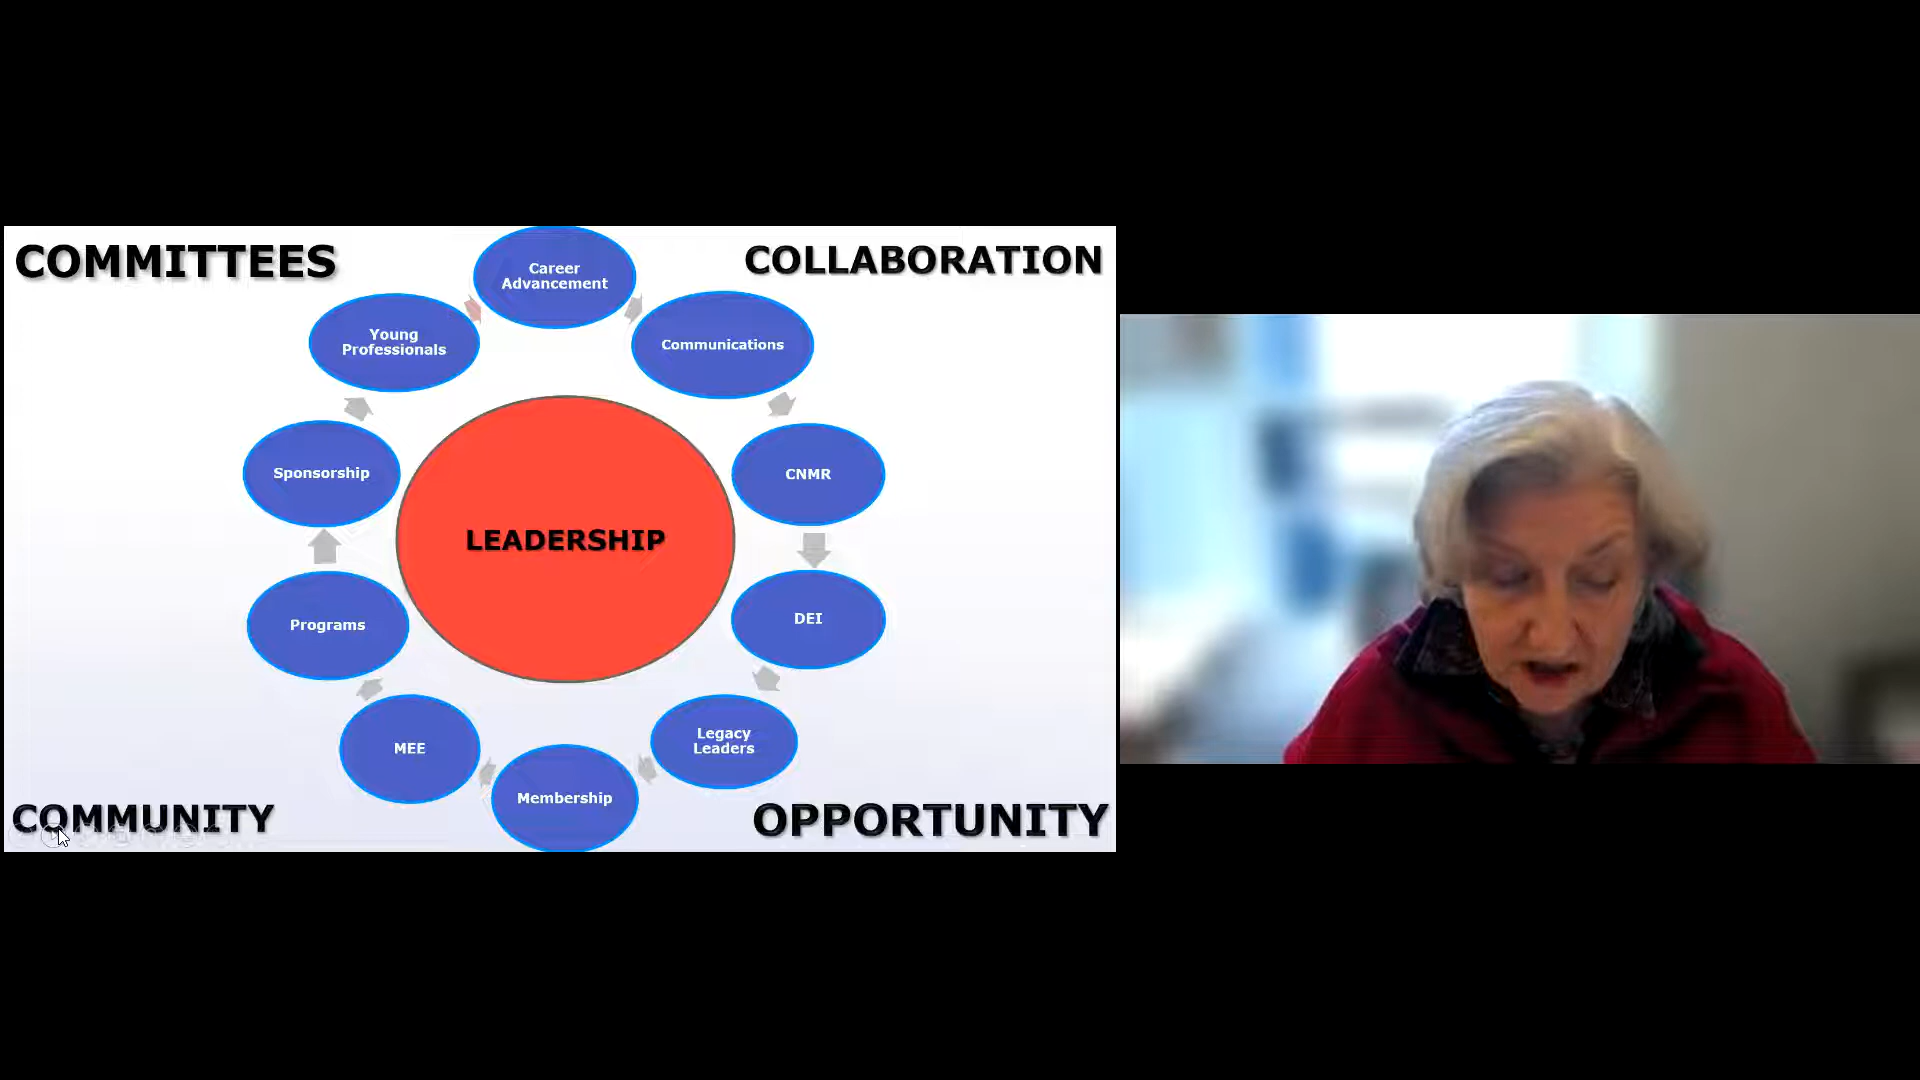 COMMITTEES
COLLABORATION
Career
Advancement
Young
Professionals
Communications
Sponsorship
CNMR
LEADERSHIP
DEI
Programs
Legacy
Leaders
MEE
Membership
COMMUNITY
OPPORTUNITY